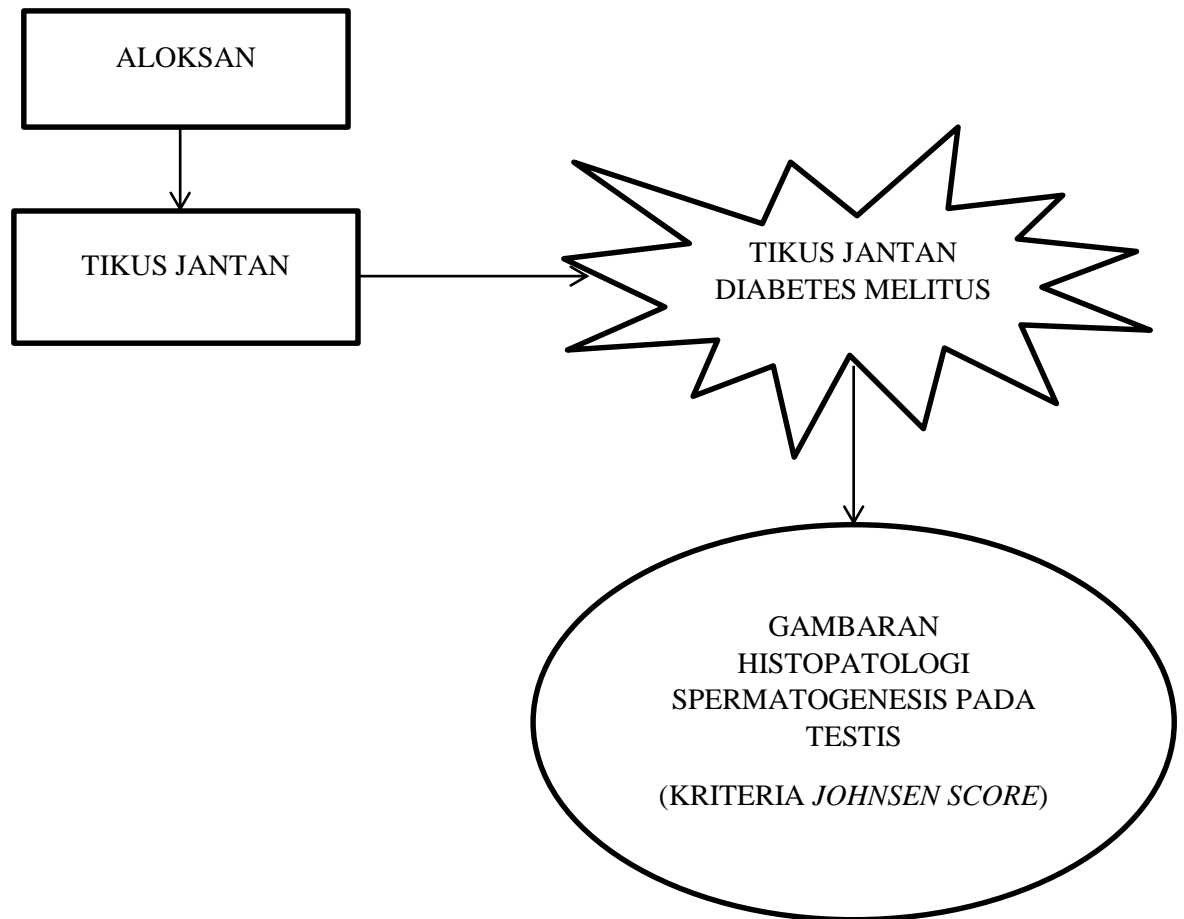 ALOKSAN
TIKUS JANTAN
TIKUS JANTAN
DIABETES MELITUS
GAMBARAN
HISTOPATOLOGI
SPERMATOGENESIS PADA
TESTIS
(KRITERIA JOHNSEN SCORE)